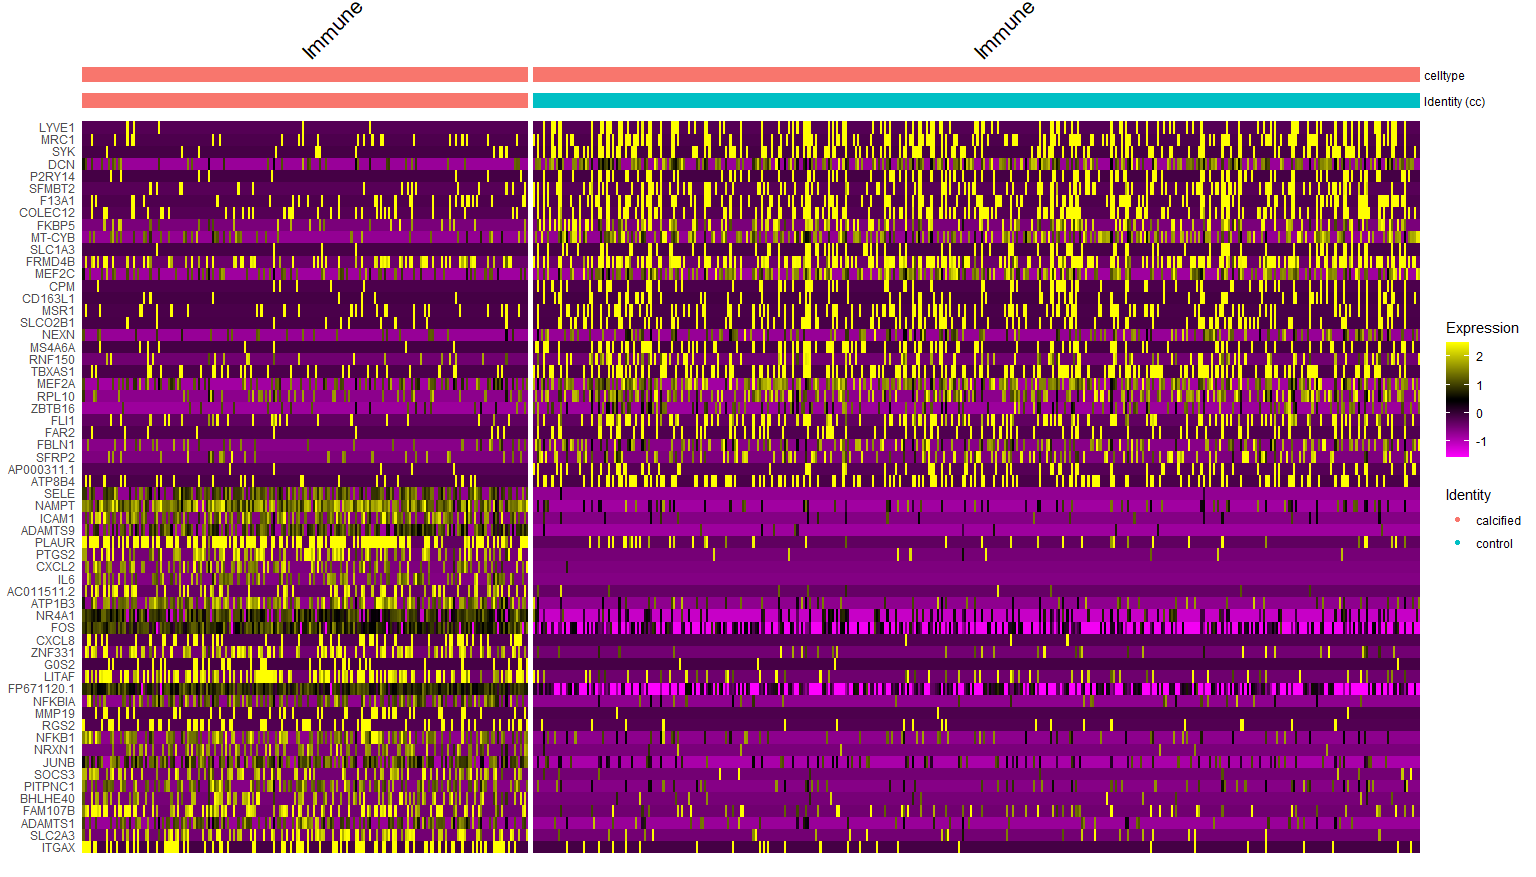 Immune
Immune
celltype
Identity (cc)
LYVE1
MRC1
SYK
DCN
P2RY14
SFMBT2
F13A1
COLEC12
FKBP5
MT-CYB
SLC1A3
FRMD4B
MEF2C
CPM
CD163L1
MSR1
SLCO2B1
NEXN
MS4A6A
RNF150
TBXAS1
MEF2A
RPL10
ZBTB16
FLI1
FAR2
FBLN1
SFRP2
AP000311.1
ATP8B4
SELE
NAMPT
ICAM1
ADAMTS9
PLAUR
PTGS2
CXCL2
IL6
AC011511.2
ATP1B3
NR4A1
FOS
CXCL8
ZNF331
G0S2
LITAF
FP671120.1
NFKBIA
MMP19
RGS2
NFKB1
NRXN1
JUNB
SOCS3
PITPNC1
BHLHE40
FAM107B
ADAMTS1
SLC2A3
ITGAX
Expression
2
1
0
-1
Identity
calcified
control